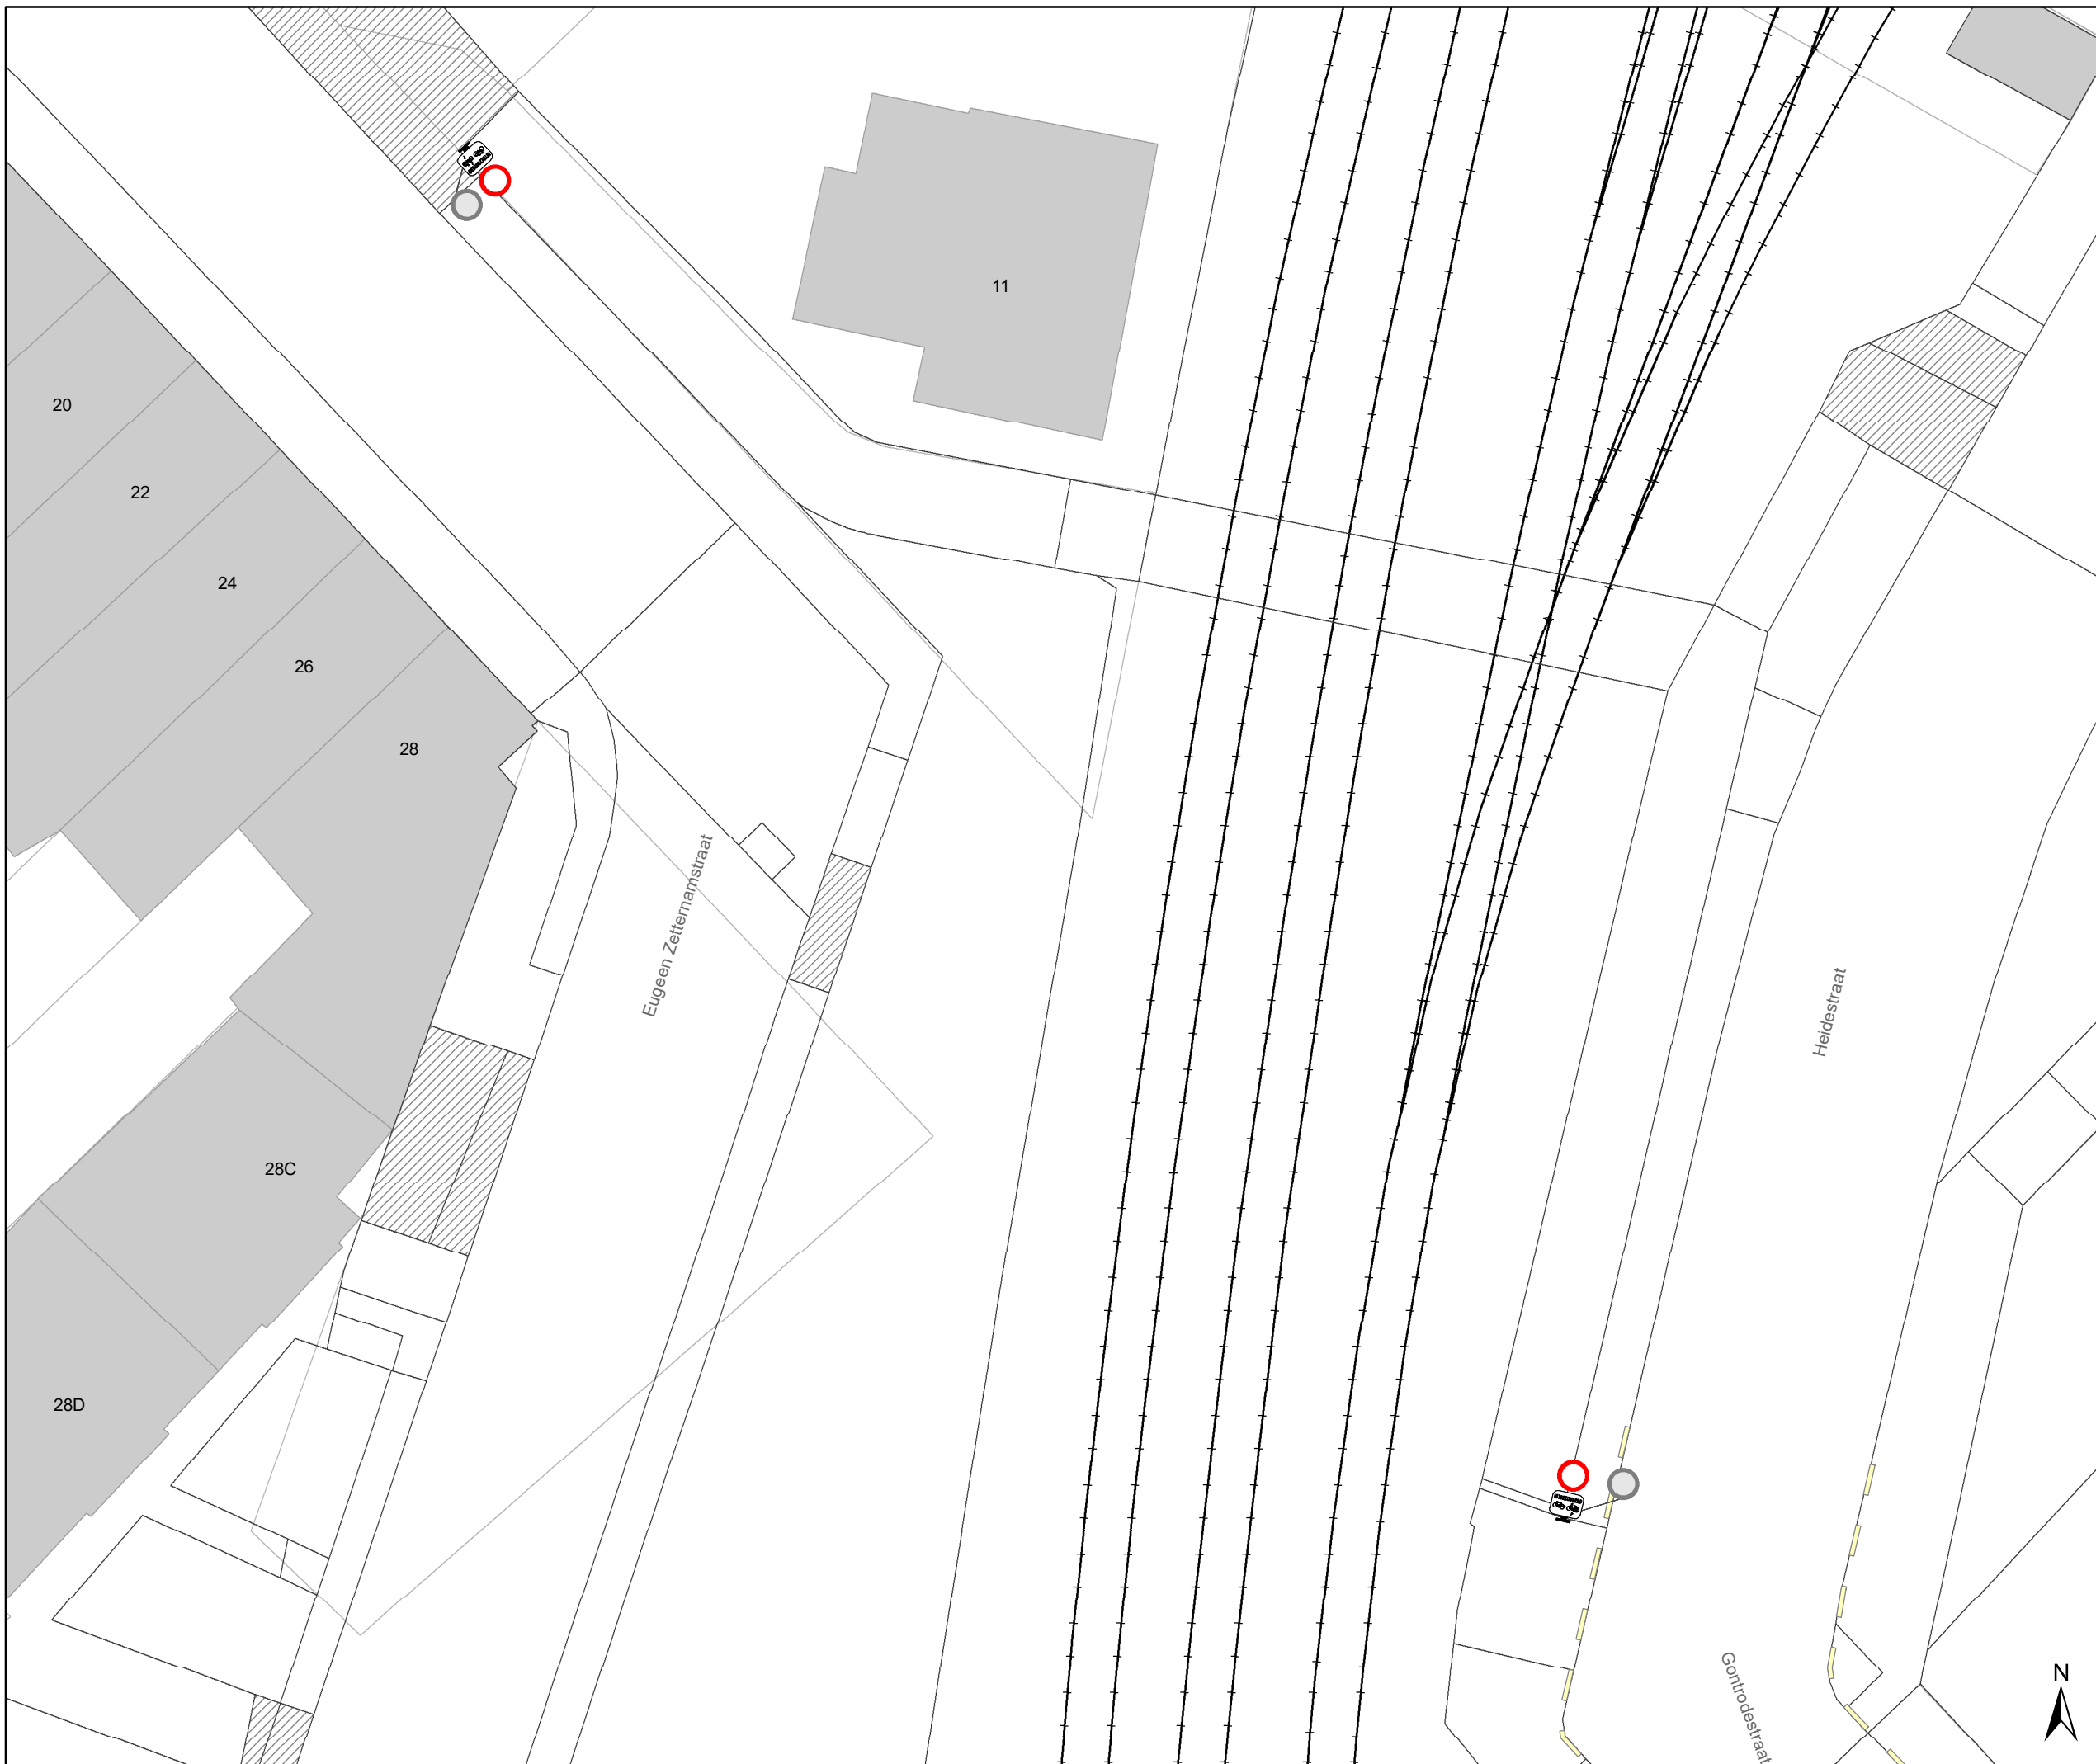 11
20
22
24
26
28
Eugeen Zetternamstraat
Heidestraat
28C
28D
Gontrodestraat
N